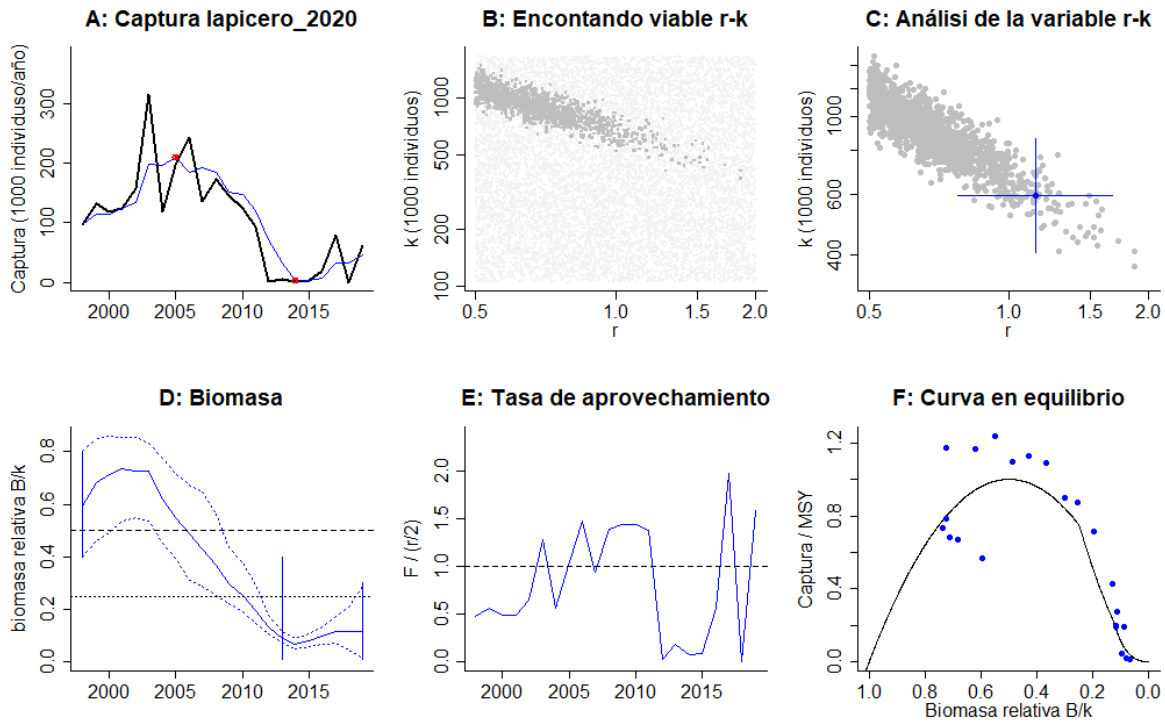 A: Captura lapicero_2020
Captura (1000 individuso/año)
0 100 200 300
2000 2005 2010 2015
B: Encontando viable r-k
k (1000 individuos)
100 200 500 1000
0.5 1.0 2.0
r
C: Análisi de la variable r-k
k (1000 individuos)
400 600 1000
0.5 1.0 2.0
r
D: Biomasa
biomasa relativa B/k
0.0 0.2 0.4 0.6 0.8
2000 2005 2010 2015
E: Tasa de aprovechamiento
F / (r/2)
0.0 0.5 1.0 1.5 2.0
2000 2005 2010 2015
F: Curva en equilibrio
Captura / MSY
0.0 0.4 0.8 1.2
1.0 0.8 0.6 0.4 0.2 0.0
Biomasa relativa B/k